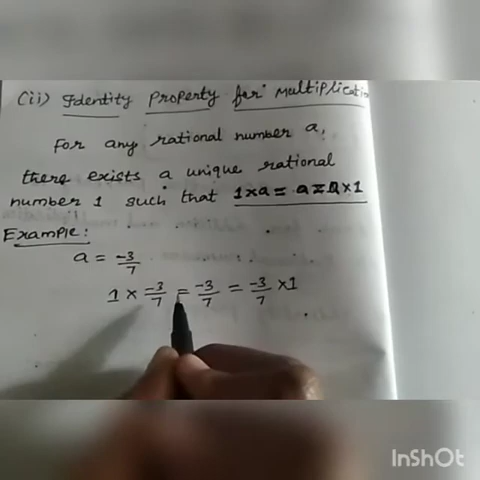 (ii) Identity Property for Multiplication
For any rational number a,
there exists a unique rational
number 1 such that 1×a = a = a×1
Example:
a = -3/7
1 × -3/7 = -3/7 = -3/7 ×1
InShOt